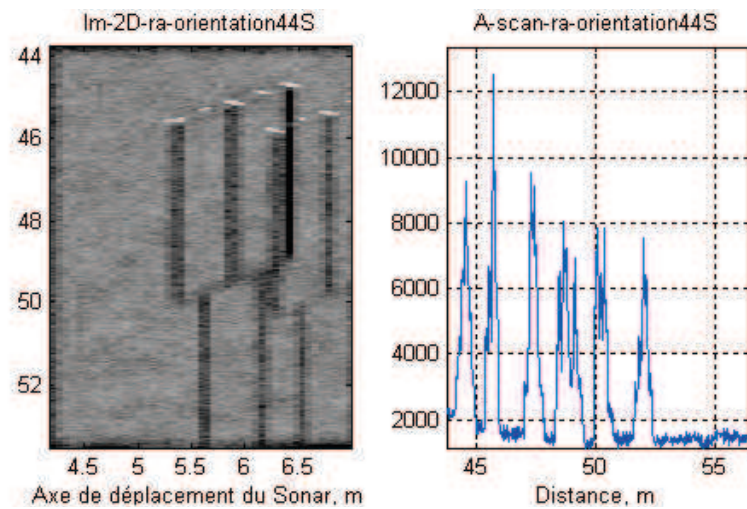 Im-2D-ra-orientation44S
44
46
48
50
52
4.5 5 5.5 6 6.5
Axe de déplacement du Sonar, m
A-scan-ra-orientation44S
12000
10000
8000
6000
4000
2000
45 50 55
Distance, m